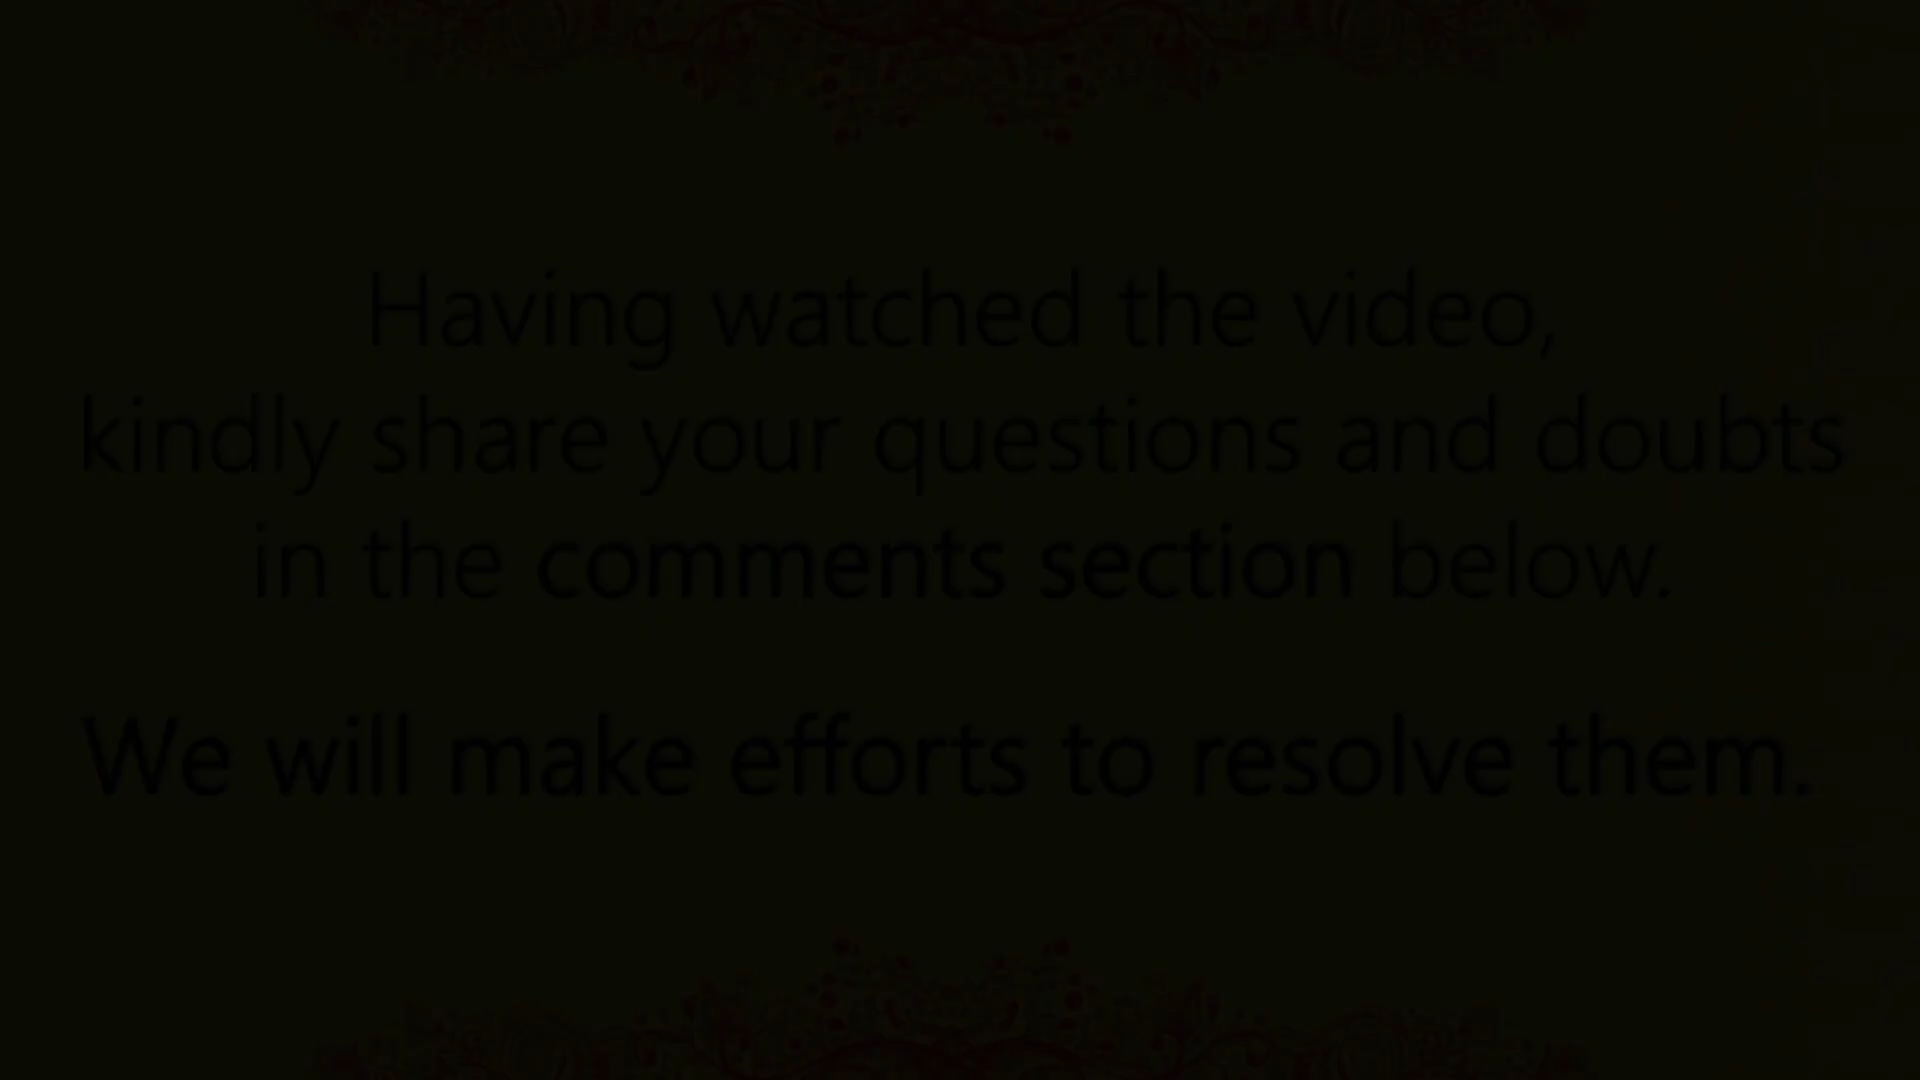 Having watched the video,
kindly share your questions and doubts
in the comments section below.
We will make efforts to resolve them.